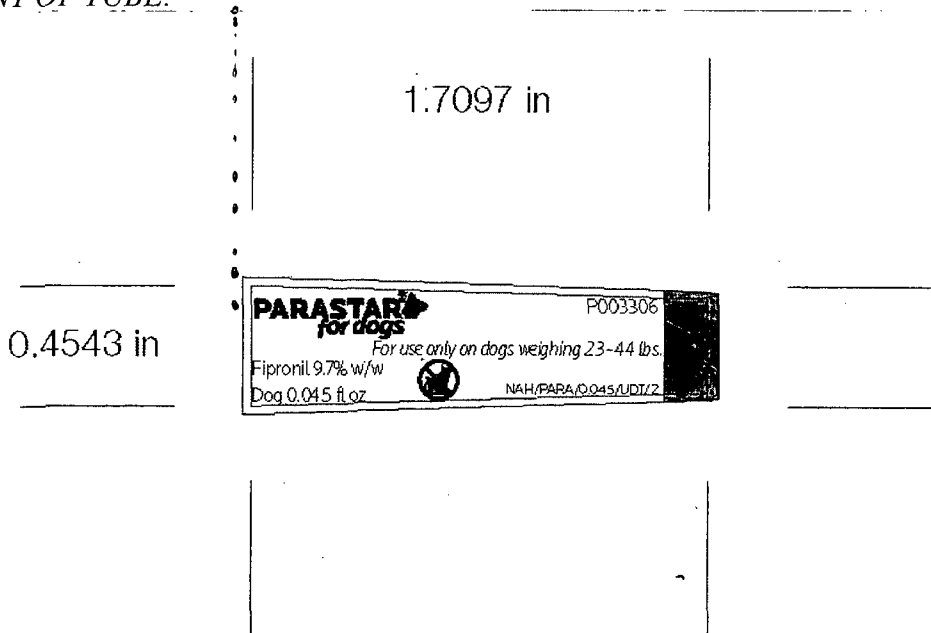 OF TUBE.
1.7097 in
0.4543 in
PARASTAR®
for dogs
P003306
For use only on dogs weighing 23-44 lbs.
Fipronil 9.7% w/w
Dog 0.045 fl oz
NAH/PARA/0.045/UDT/2